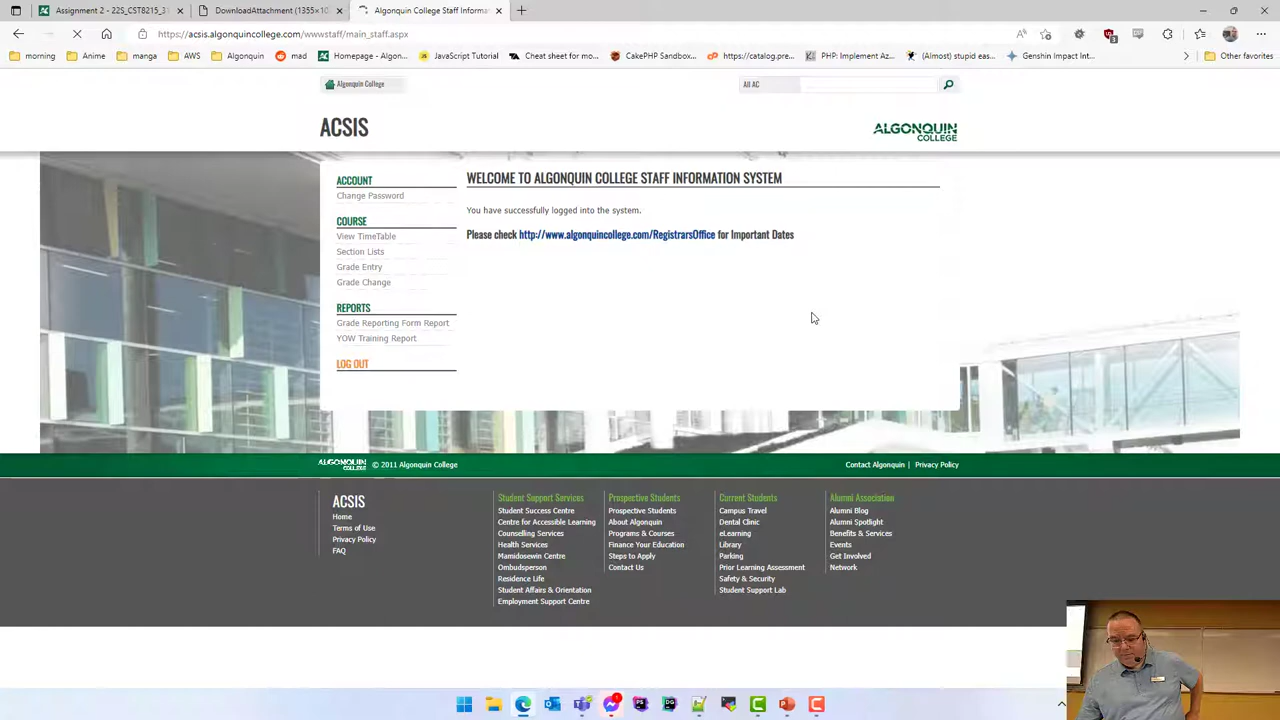 Assignment 2 - 22S_CST8215_31
DownloadAttachment (1355×10
Algonquin College Staff Informat
https://acsis.algonquincollege.com/wwwstaff/main_staff.aspx
morning
Anime
AWS
Algonquin
mad
Homepage - Algon...
JavaScript Tutorial
Cheat sheet for mo...
CakePHP Sandbox...
https://catalog.pre...
PHP: Implement Az...
(Almost) stupid eas...
Genshin Impact Int...
Other favorites
Algonquin College
All AC
ACSIS
ALGONQUIN
COLLEGE
ACCOUNT
Change Password
COURSE
View TimeTable
Section Lists
Grade Entry
Grade Change
REPORTS
Grade Reporting Form Report
YOW Training Report
LOG OUT
WELCOME TO ALGONQUIN COLLEGE STAFF INFORMATION SYSTEM
You have successfully logged into the system.
Please check http://www.algonquincollege.com/RegistrarsOffice for Important Dates
ALGONQUIN
COLLEGE
© 2011 Algonquin College
Contact Algonquin | Privacy Policy
ACSIS
Home
Terms of Use
Privacy Policy
FAQ
Student Support Services
Student Success Centre
Centre for Accessible Learning
Counselling Services
Health Services
Mamidosewin Centre
Ombudsperson
Residence Life
Student Affairs & Orientation
Employment Support Centre
Prospective Students
Prospective Students
About Algonquin
Programs & Courses
Finance Your Education
Steps to Apply
Contact Us
Current Students
Campus Travel
Dental Clinic
eLearning
Library
Parking
Prior Learning Assessment
Safety & Security
Student Support Lab
Alumni Association
Alumni Blog
Alumni Spotlight
Benefits & Services
Events
Get Involved
Network